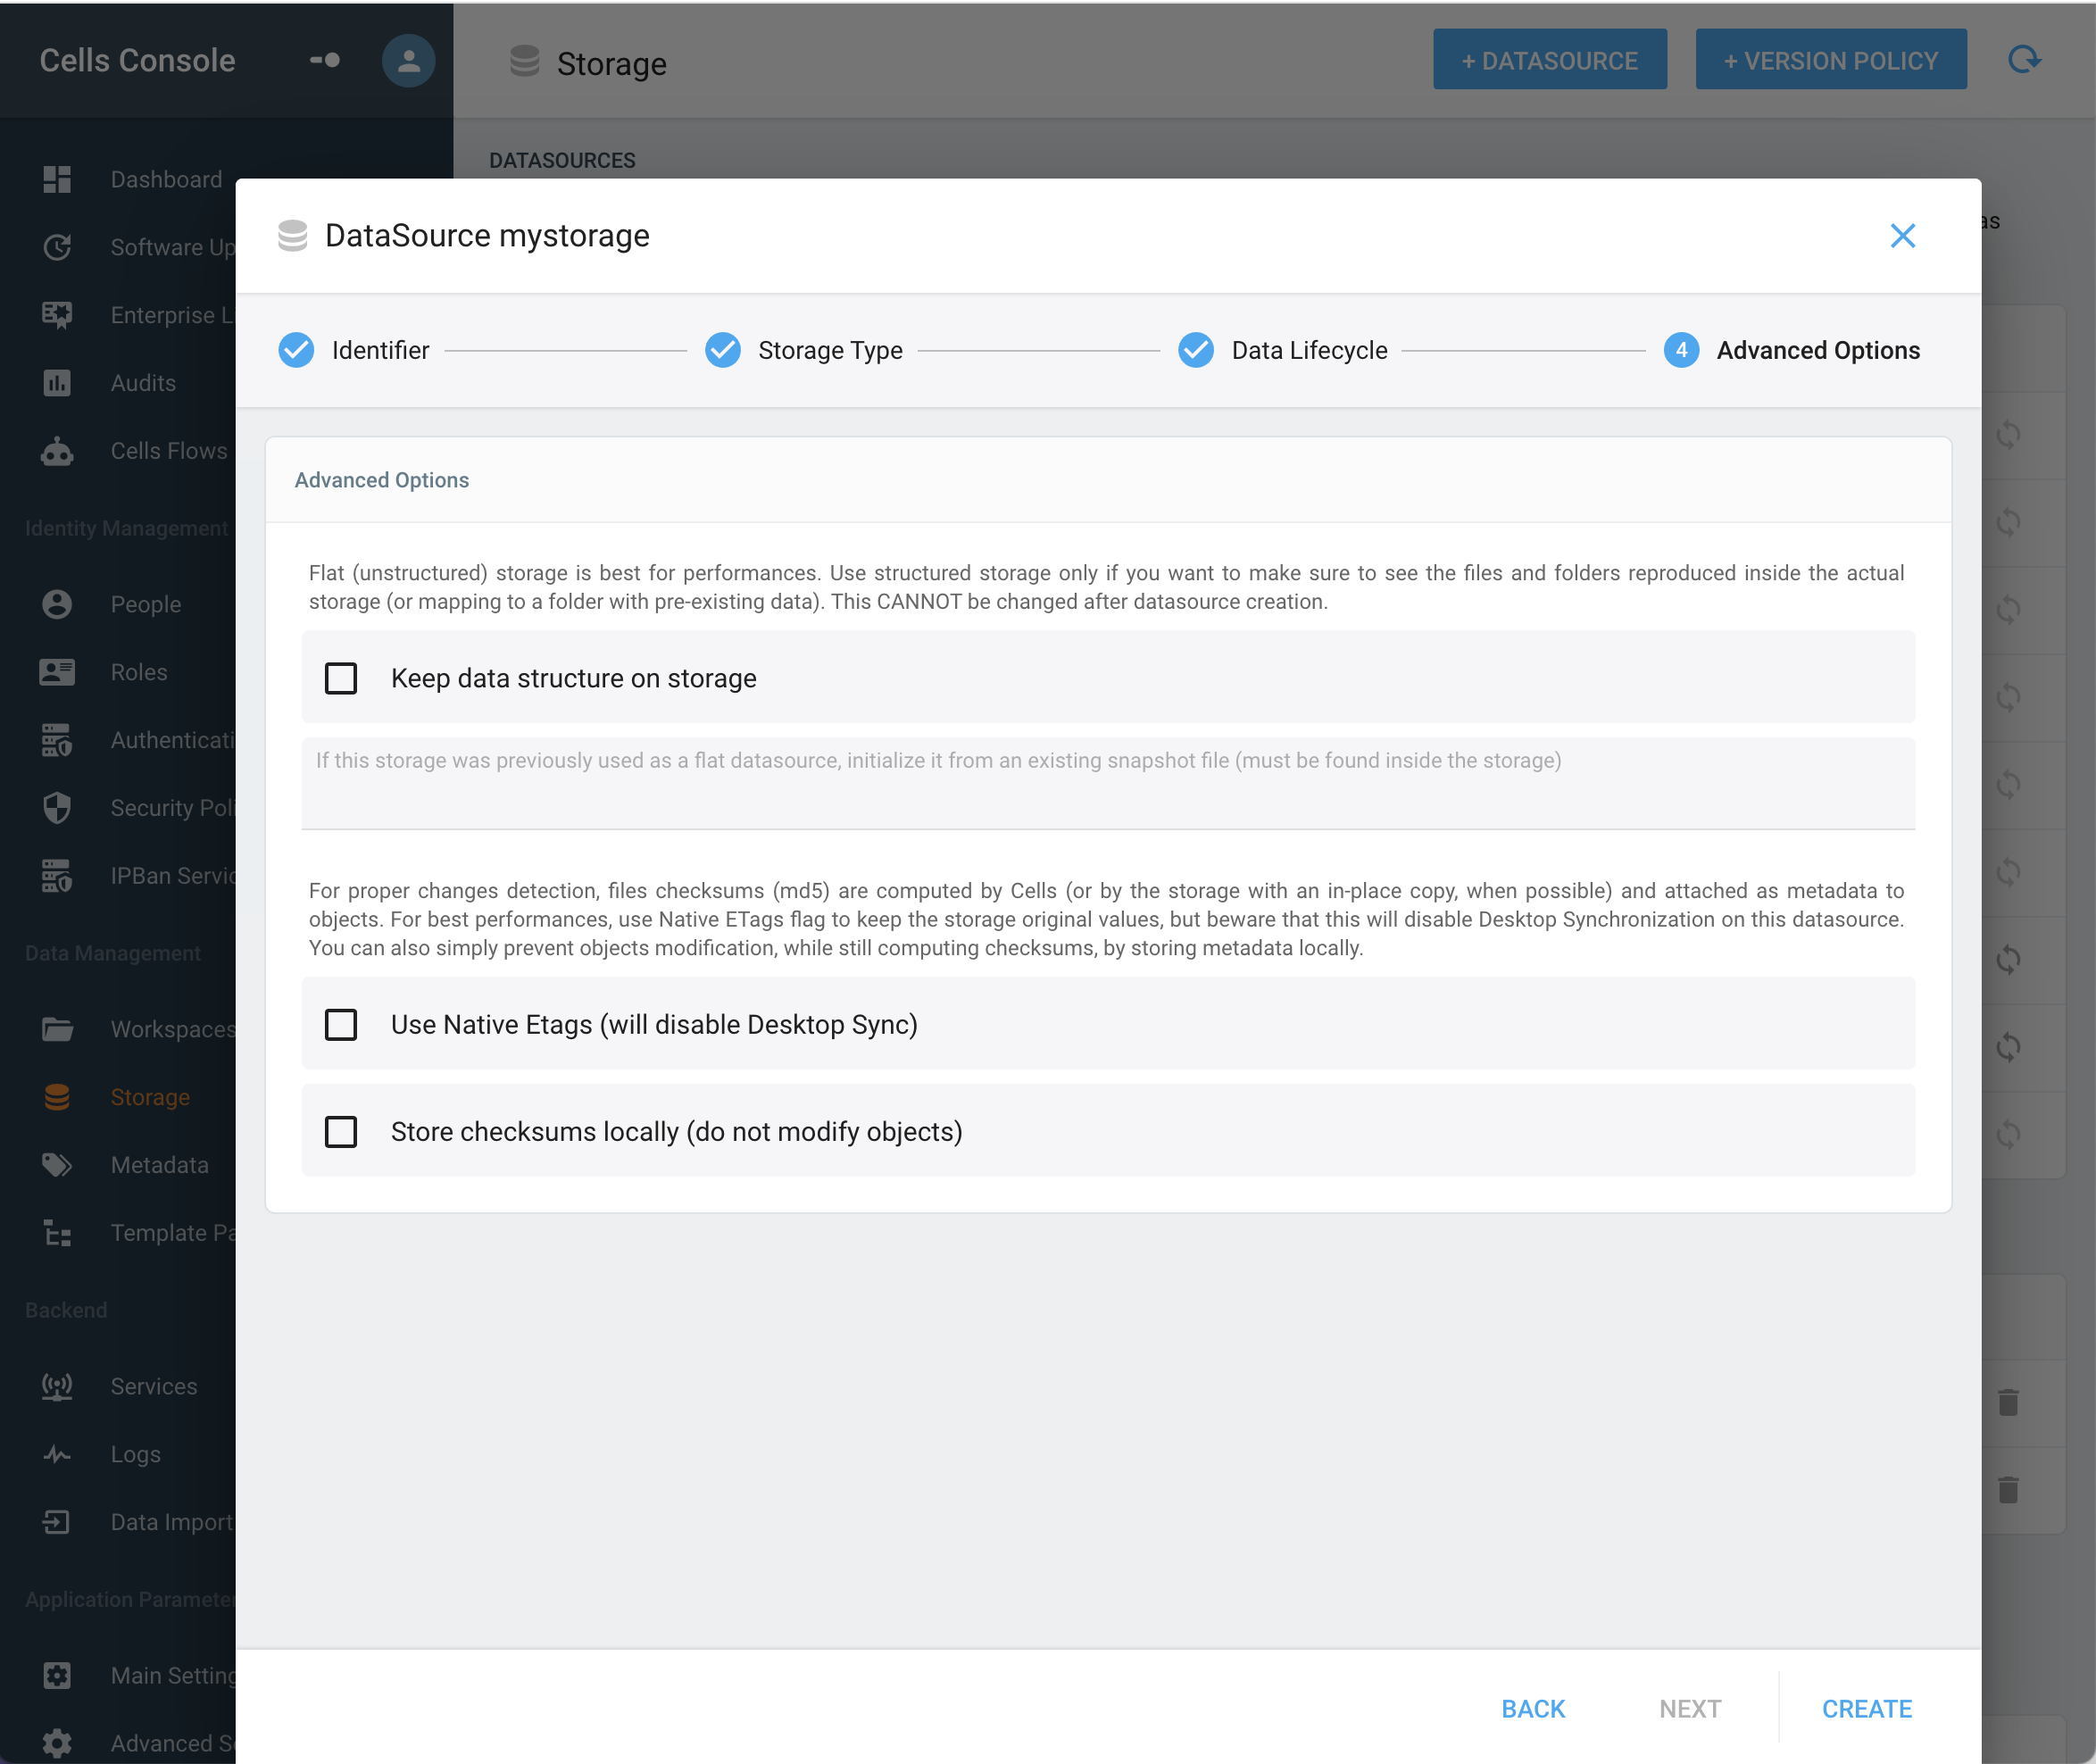 Cells Console
Storage
+ DATASOURCE
+ VERSION POLICY
DATASOURCES
Dashboard
Software Up
Enterprise Li
Audits
Cells Flows
Identity Management
People
Roles
Authenticati
Security Poli
IPBan Servic
Data Management
Workspaces
Storage
Metadata
Template Pa
Backend
Services
Logs
Data Import
Application Parameter
Main Setting
Advanced S
as
DataSource mystorage
Identifier
Storage Type
Data Lifecycle
4 Advanced Options
Advanced Options
Flat (unstructured) storage is best for performances. Use structured storage only if you want to make sure to see the files and folders reproduced inside the actual
storage (or mapping to a folder with pre-existing data). This CANNOT be changed after datasource creation.
Keep data structure on storage
If this storage was previously used as a flat datasource, initialize it from an existing snapshot file (must be found inside the storage)
For proper changes detection, files checksums (md5) are computed by Cells (or by the storage with an in-place copy, when possible) and attached as metadata to
objects. For best performances, use Native ETags flag to keep the storage original values, but beware that this will disable Desktop Synchronization on this datasource.
You can also simply prevent objects modification, while still computing checksums, by storing metadata locally.
Use Native Etags (will disable Desktop Sync)
Store checksums locally (do not modify objects)
BACK
NEXT
CREATE